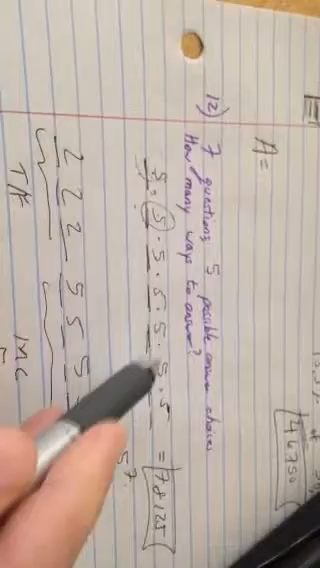 46750
A =
12) 7 questions, 5 possible answer choices
How many ways to answer?
5 · 5 · 5 · 5 · 5 · 5 · 5 = 78125
5⁷
2 2 2 5 5 5
T/F MC